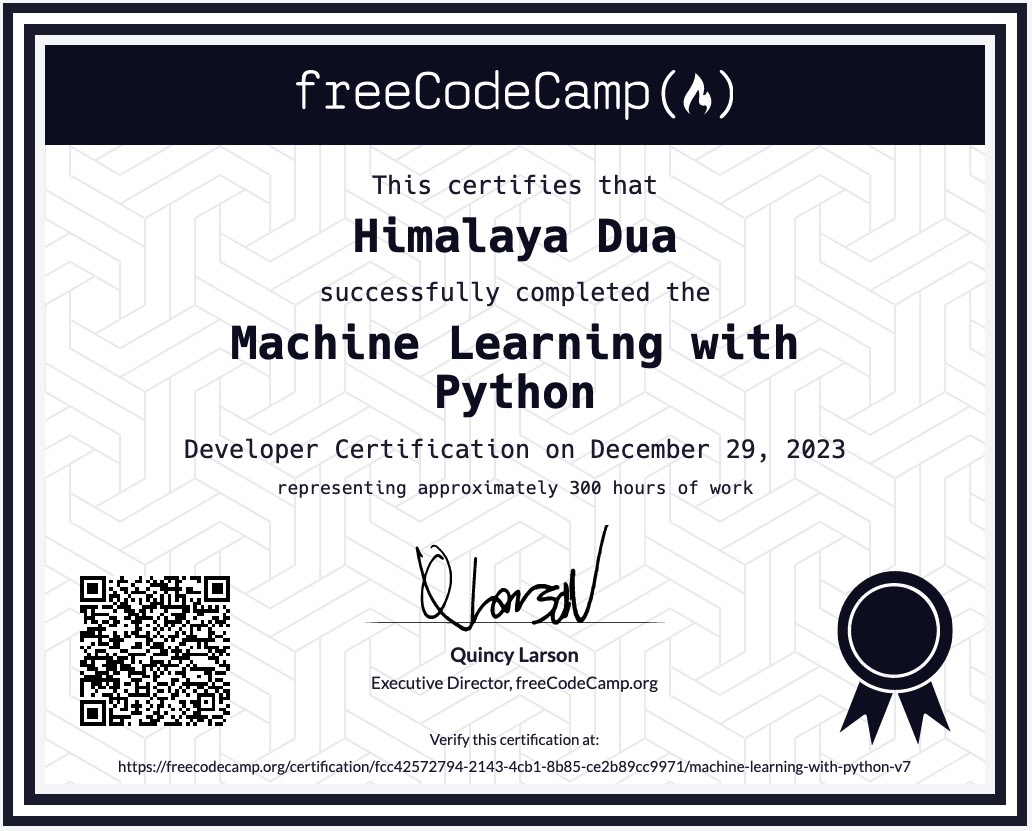 freeCodeCamp
This certifies that
Himalaya Dua
successfully completed the
Machine Learning with
Python
Developer Certification on December 29, 2023
representing approximately 300 hours of work
Q Larson
Quincy Larson
Executive Director, freeCodeCamp.org
Verify this certification at:
https://freecodecamp.org/certification/fcc42572794-2143-4cb1-8b85-ce2b89cc9971/machine-learning-with-python-v7